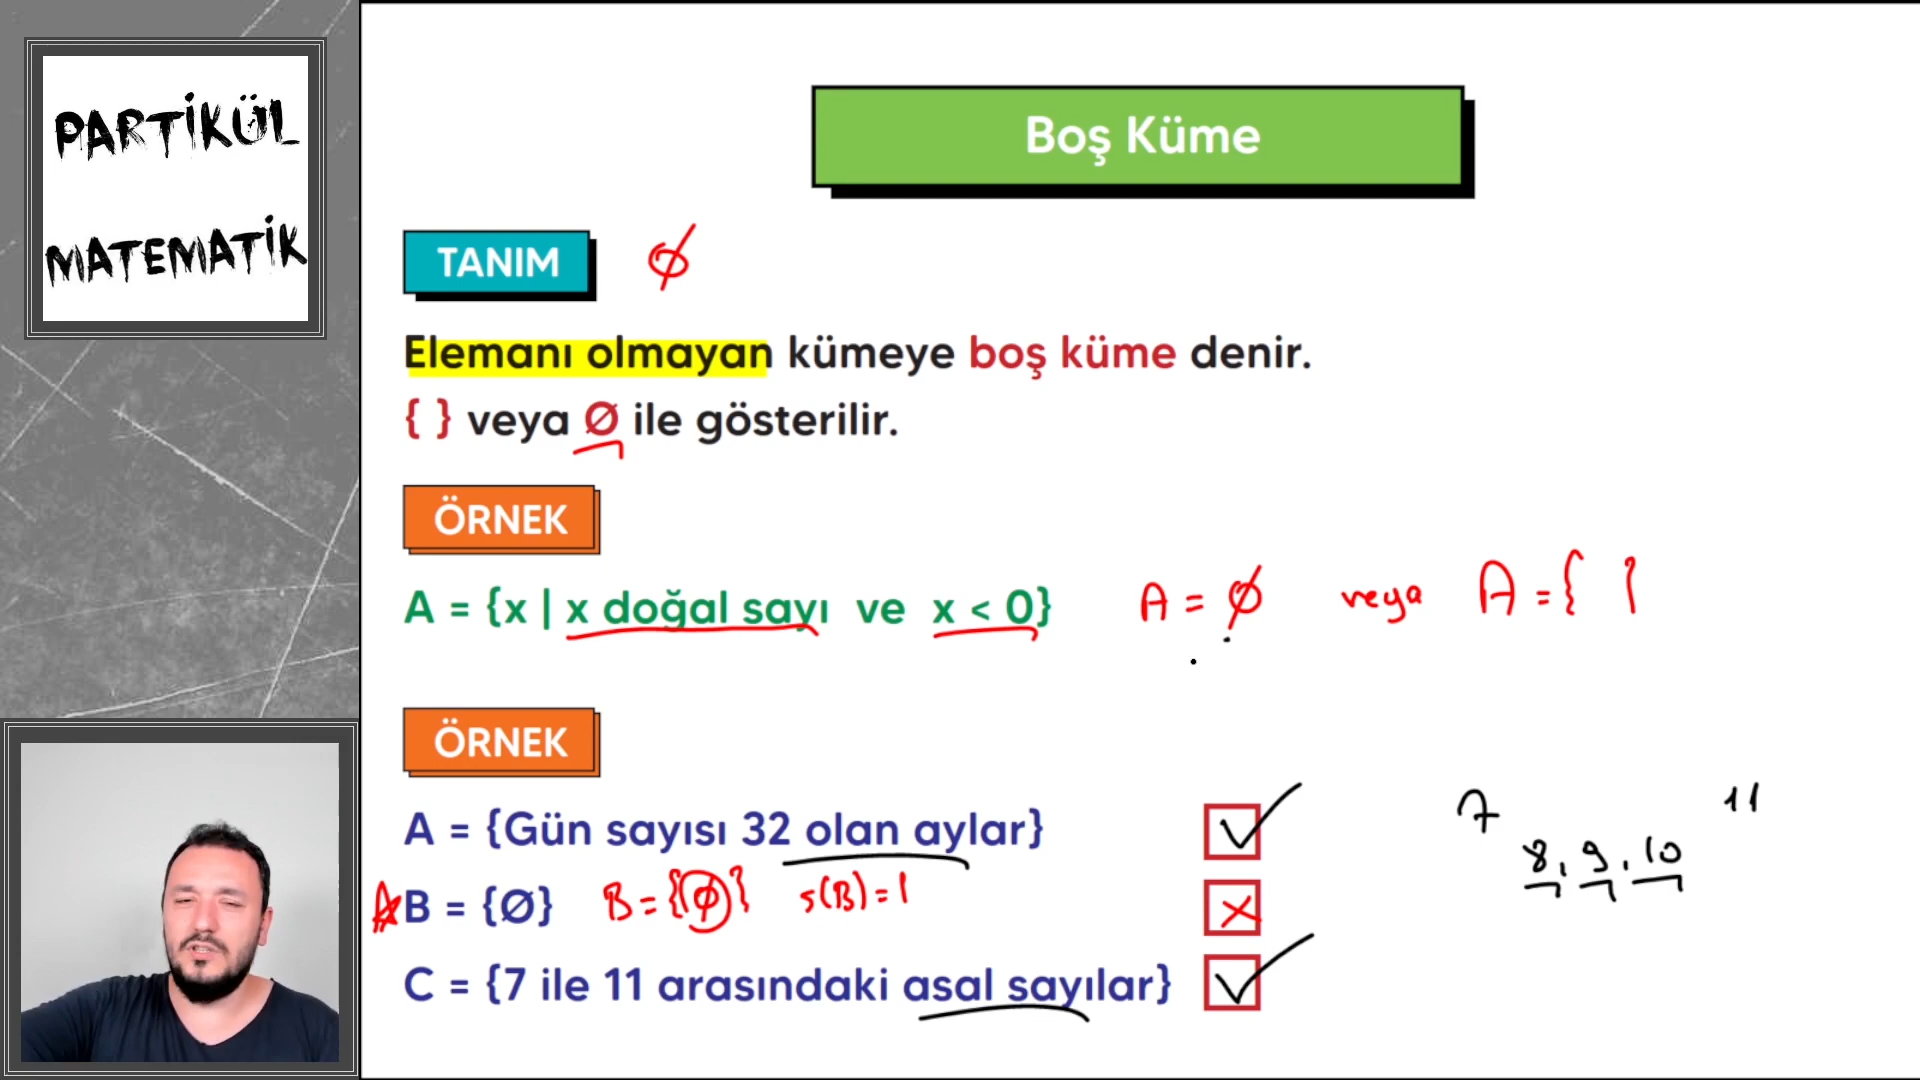 PARTİKÜL
MATEMATİK
Boş Küme
TANIM ∅
Elemanı olmayan kümeye boş küme denir.
{ } veya Ø ile gösterilir.
ÖRNEK
A = {x | x doğal sayı ve x < 0} A = ∅ veya A = { }
ÖRNEK
A = {Gün sayısı 32 olan aylar} ✓ 7 11
8, 9, 10
B = {Ø} B = {∅} s(B) = 1 ✗
C = {7 ile 11 arasındaki asal sayılar} ✓